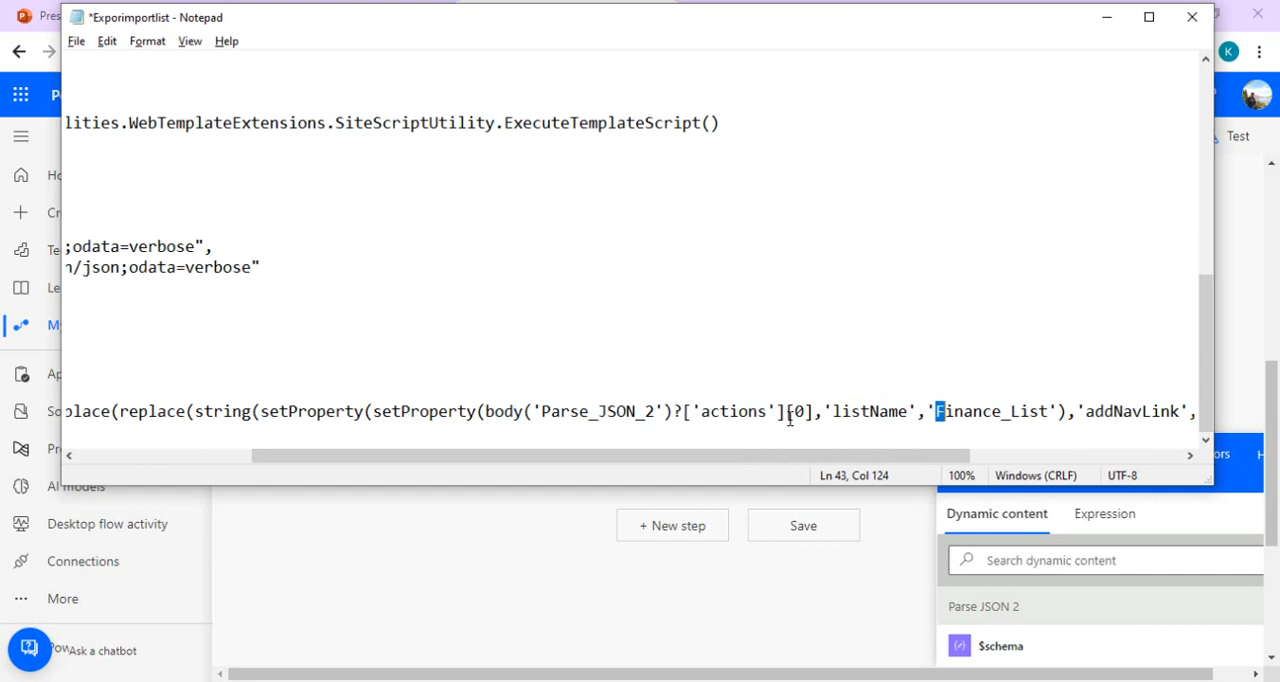 Pres
*Exporimportlist - Notepad
File Edit Format View Help
K
lities.WebTemplateExtensions.SiteScriptUtility.ExecuteTemplateScript()
Test
;odata=verbose",
n/json;odata=verbose"
place(replace(string(setProperty(setProperty(body('Parse_JSON_2')?['actions'][0],'listName','Finance_List'),'addNavLink',
Ln 43, Col 124 100% Windows (CRLF) UTF-8
AI models
Desktop flow activity
Connections
More
Ask a chatbot
+ New step
Save
Dynamic content Expression
Search dynamic content
Parse JSON 2
$schema